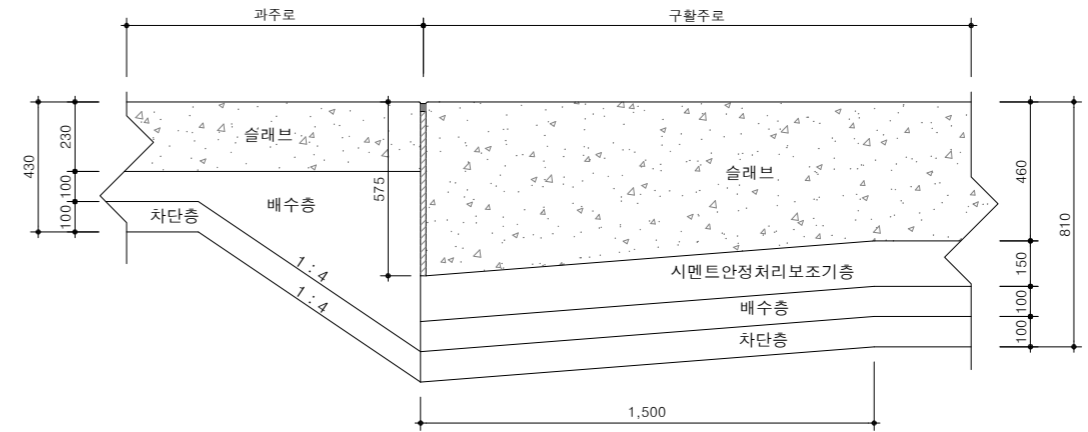 과주로
구활주로
430
230
100
100
슬래브
배수층
차단층
1 : 4
1 : 4
575
슬래브
시멘트안정처리보조기층
배수층
차단층
460
150
100
100
810
1,500